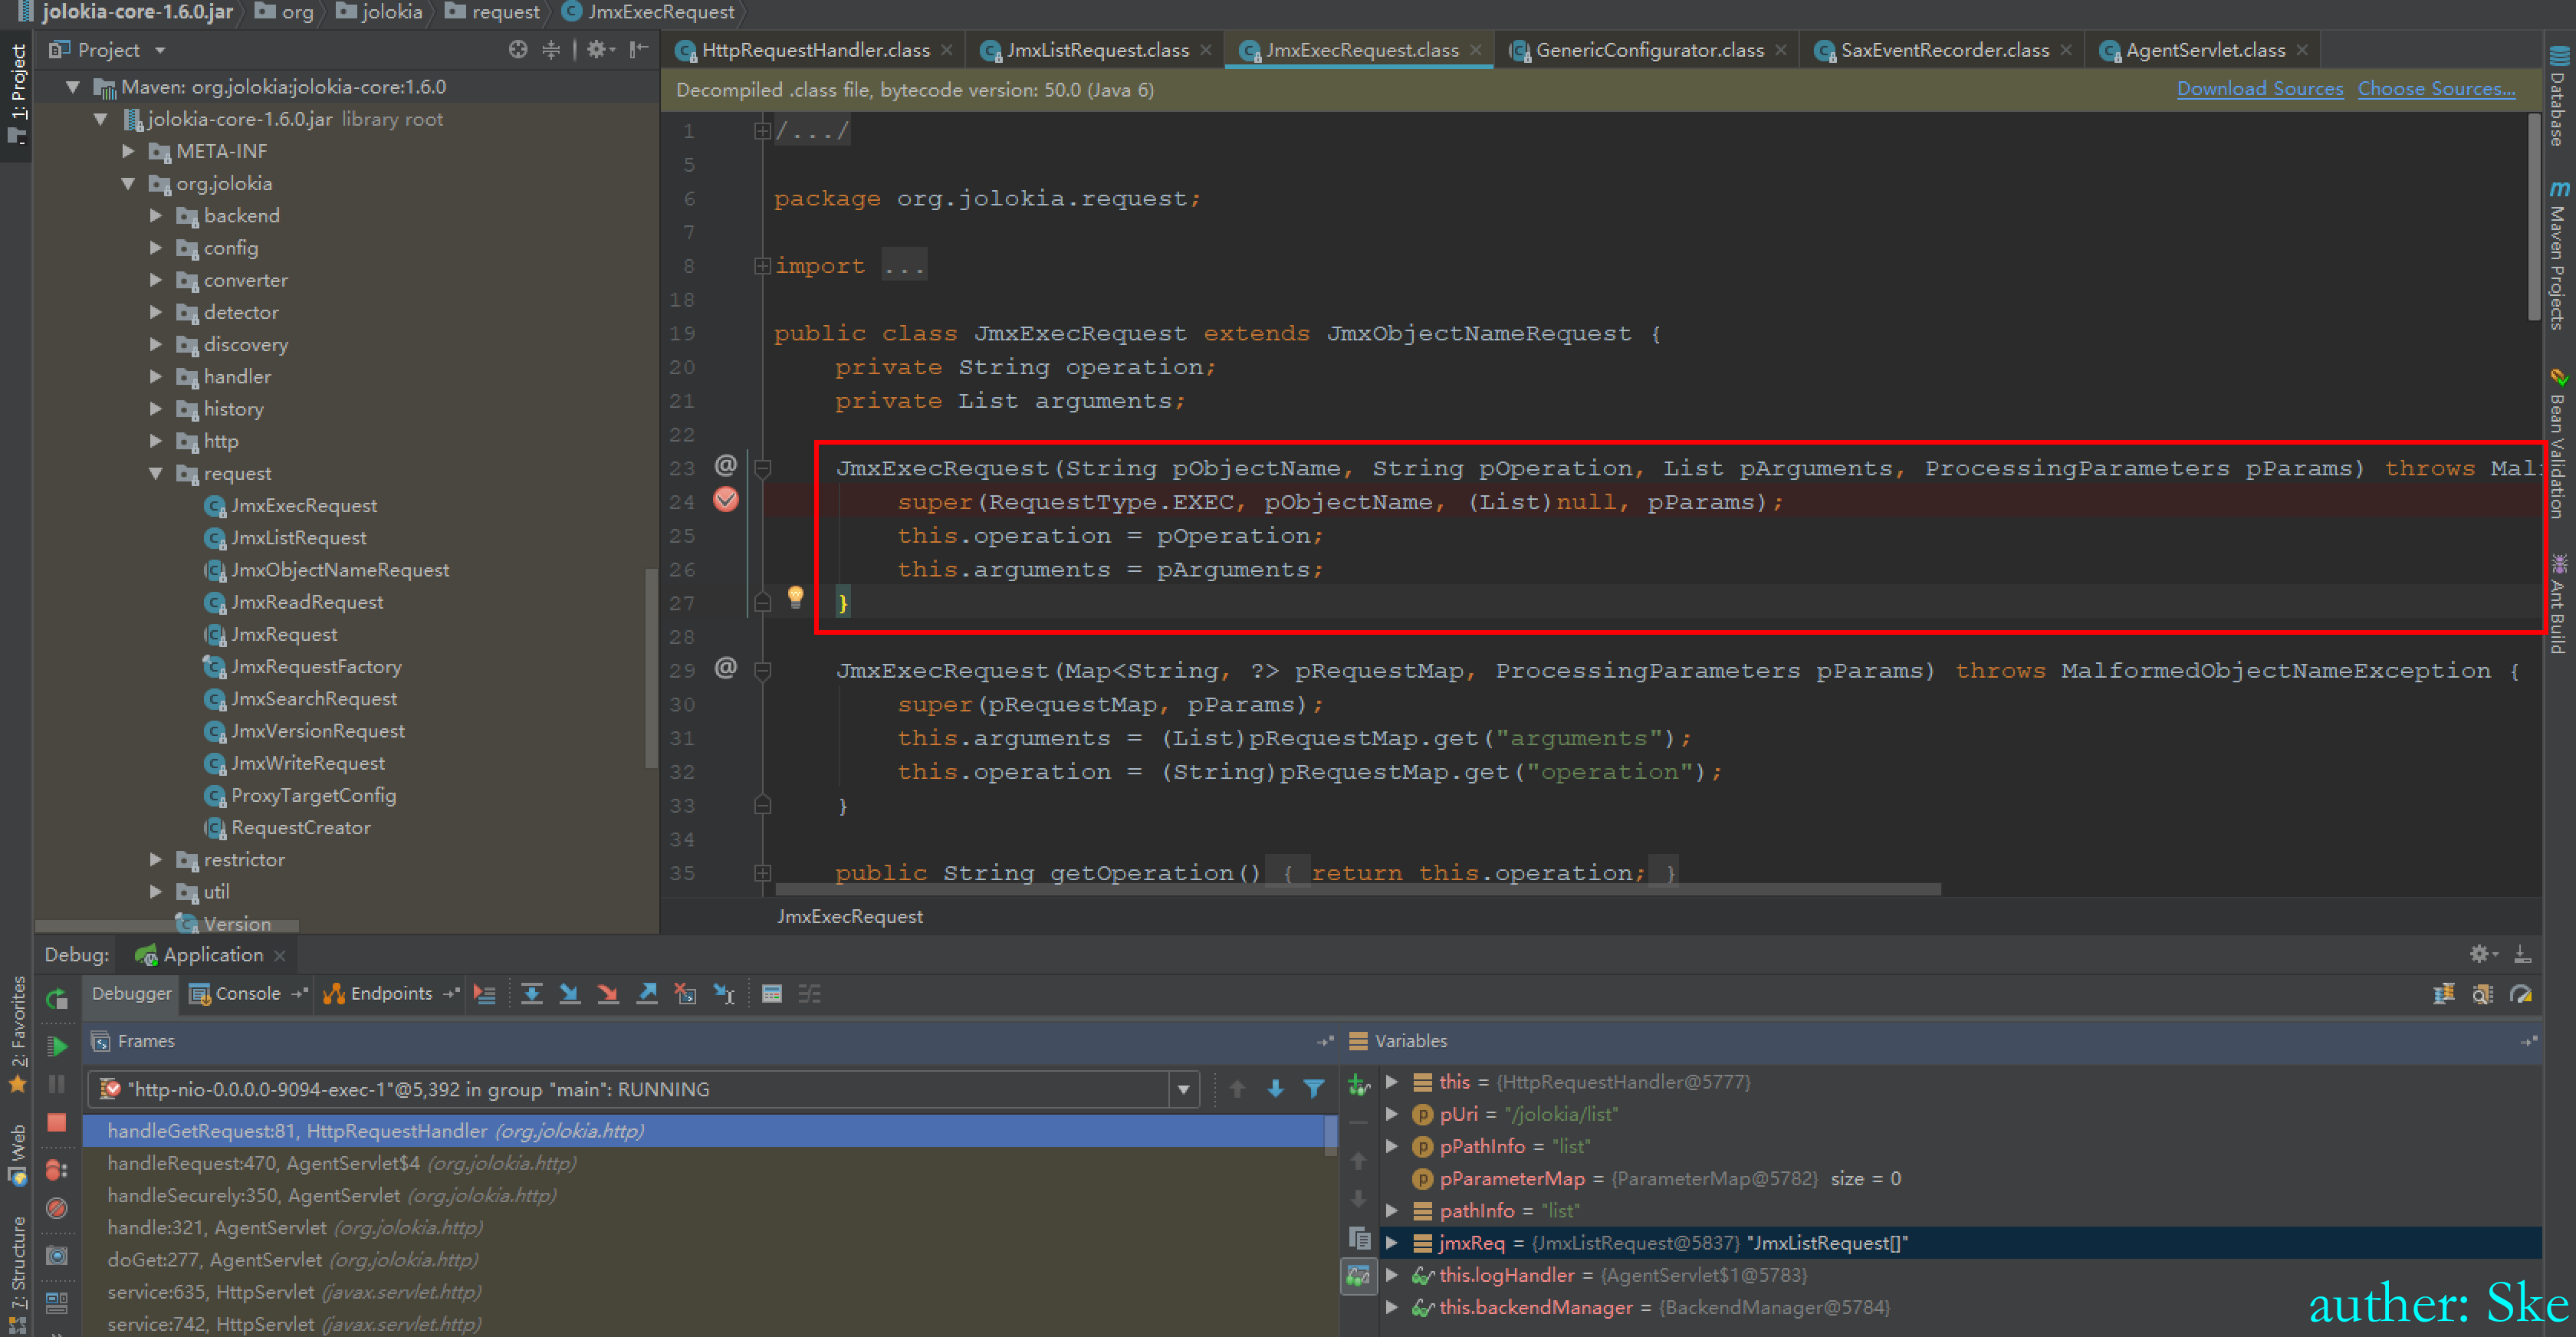 jolokia-core-1.6.0.jar org jolokia request JmxExecRequest
Project
HttpRequestHandler.class JmxListRequest.class JmxExecRequest.class GenericConfigurator.class SaxEventRecorder.class AgentServlet.class
Decompiled .class file, bytecode version: 50.0 (Java 6) Download Sources Choose Sources...
1: Project
Maven: org.jolokia:jolokia-core:1.6.0
jolokia-core-1.6.0.jar library root
META-INF
org.jolokia
backend
config
converter
detector
discovery
handler
history
http
request
JmxExecRequest
JmxListRequest
JmxObjectNameRequest
JmxReadRequest
JmxRequest
JmxRequestFactory
JmxSearchRequest
JmxVersionRequest
JmxWriteRequest
ProxyTargetConfig
RequestCreator
restrictor
util
Version
1 /.../
5
6 package org.jolokia.request;
7
8 import ...
18
19 public class JmxExecRequest extends JmxObjectNameRequest {
20 private String operation;
21 private List arguments;
22
23 @ JmxExecRequest(String pObjectName, String pOperation, List pArguments, ProcessingParameters pParams) throws Mal
24 super(RequestType.EXEC, pObjectName, (List)null, pParams);
25 this.operation = pOperation;
26 this.arguments = pArguments;
27 }
28
29 @ JmxExecRequest(Map<String, ?> pRequestMap, ProcessingParameters pParams) throws MalformedObjectNameException {
30 super(pRequestMap, pParams);
31 this.arguments = (List)pRequestMap.get("arguments");
32 this.operation = (String)pRequestMap.get("operation");
33 }
34
35 public String getOperation() { return this.operation; }
JmxExecRequest
Database
Maven Projects
Bean Validation
Ant Build
Debug: Application
Debugger Console Endpoints
2: Favorites
Web
7: Structure
Frames
"http-nio-0.0.0.0-9094-exec-1"@5,392 in group "main": RUNNING
handleGetRequest:81, HttpRequestHandler (org.jolokia.http)
handleRequest:470, AgentServlet$4 (org.jolokia.http)
handleSecurely:350, AgentServlet (org.jolokia.http)
handle:321, AgentServlet (org.jolokia.http)
doGet:277, AgentServlet (org.jolokia.http)
service:635, HttpServlet (javax.servlet.http)
service:742, HttpServlet (javax.servlet.http)
Variables
this = {HttpRequestHandler@5777}
pUri = "/jolokia/list"
pPathInfo = "list"
pParameterMap = {ParameterMap@5782} size = 0
pathInfo = "list"
jmxReq = {JmxListRequest@5837} "JmxListRequest[]"
this.logHandler = {AgentServlet$1@5783}
this.backendManager = {BackendManager@5784}
auther: Ske